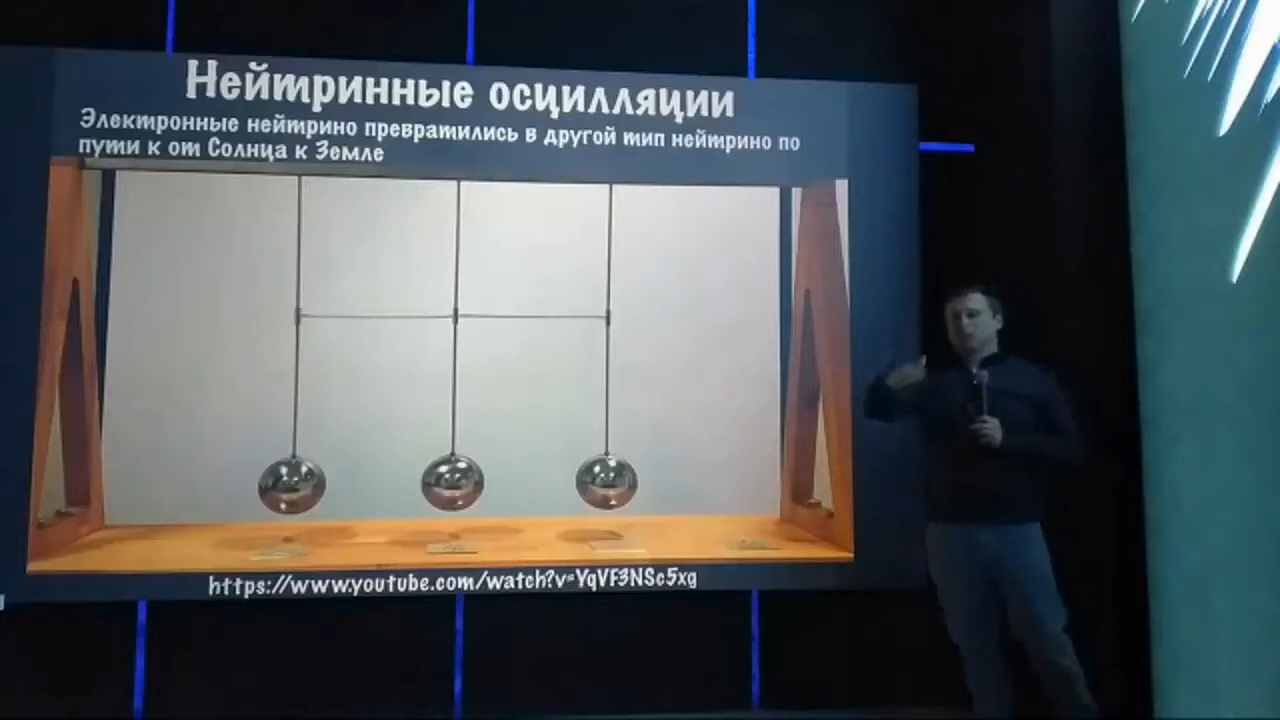 Нейтринные осцилляции
Электронные нейтрино превратились в другой тип нейтрино по
пути к от Солнца к Земле
https://www.youtube.com/watch?v=YqVF3NSc5xg